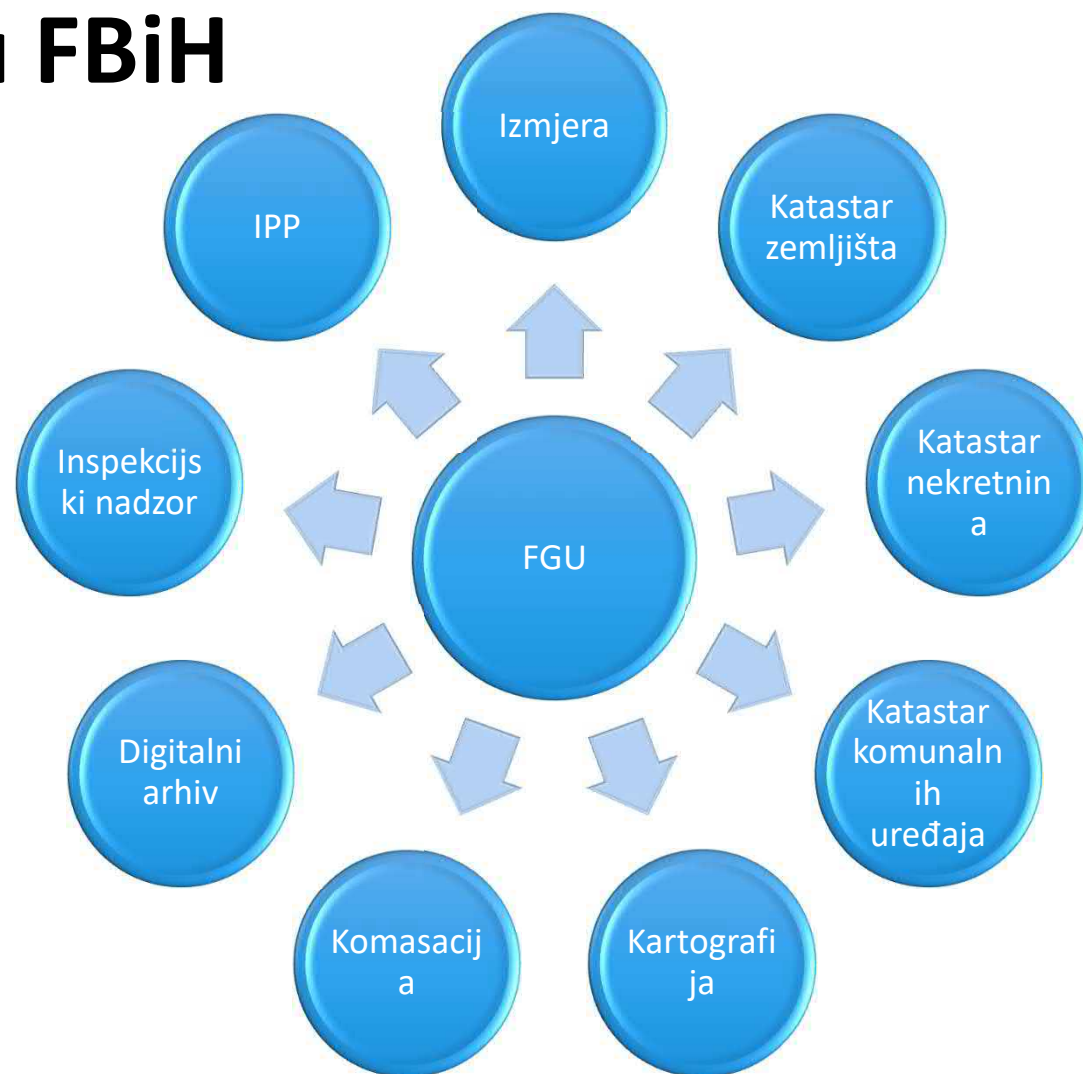 FBiH
Izmjera
Katastar
zemljišta
Katastar
nekretnin
a
Katastar
komunaln
ih
uređaja
Kartografi
ja
Komasacij
a
Digitalni
arhiv
Inspekcijs
ki nadzor
IPP
FGU